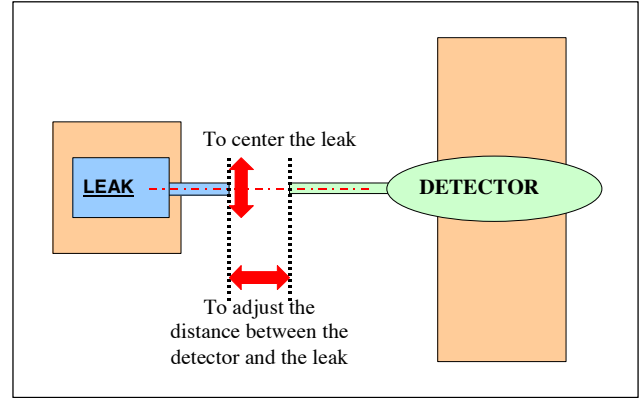 To center the leak
LEAK
DETECTOR
To adjust the
distance between the
detector and the leak